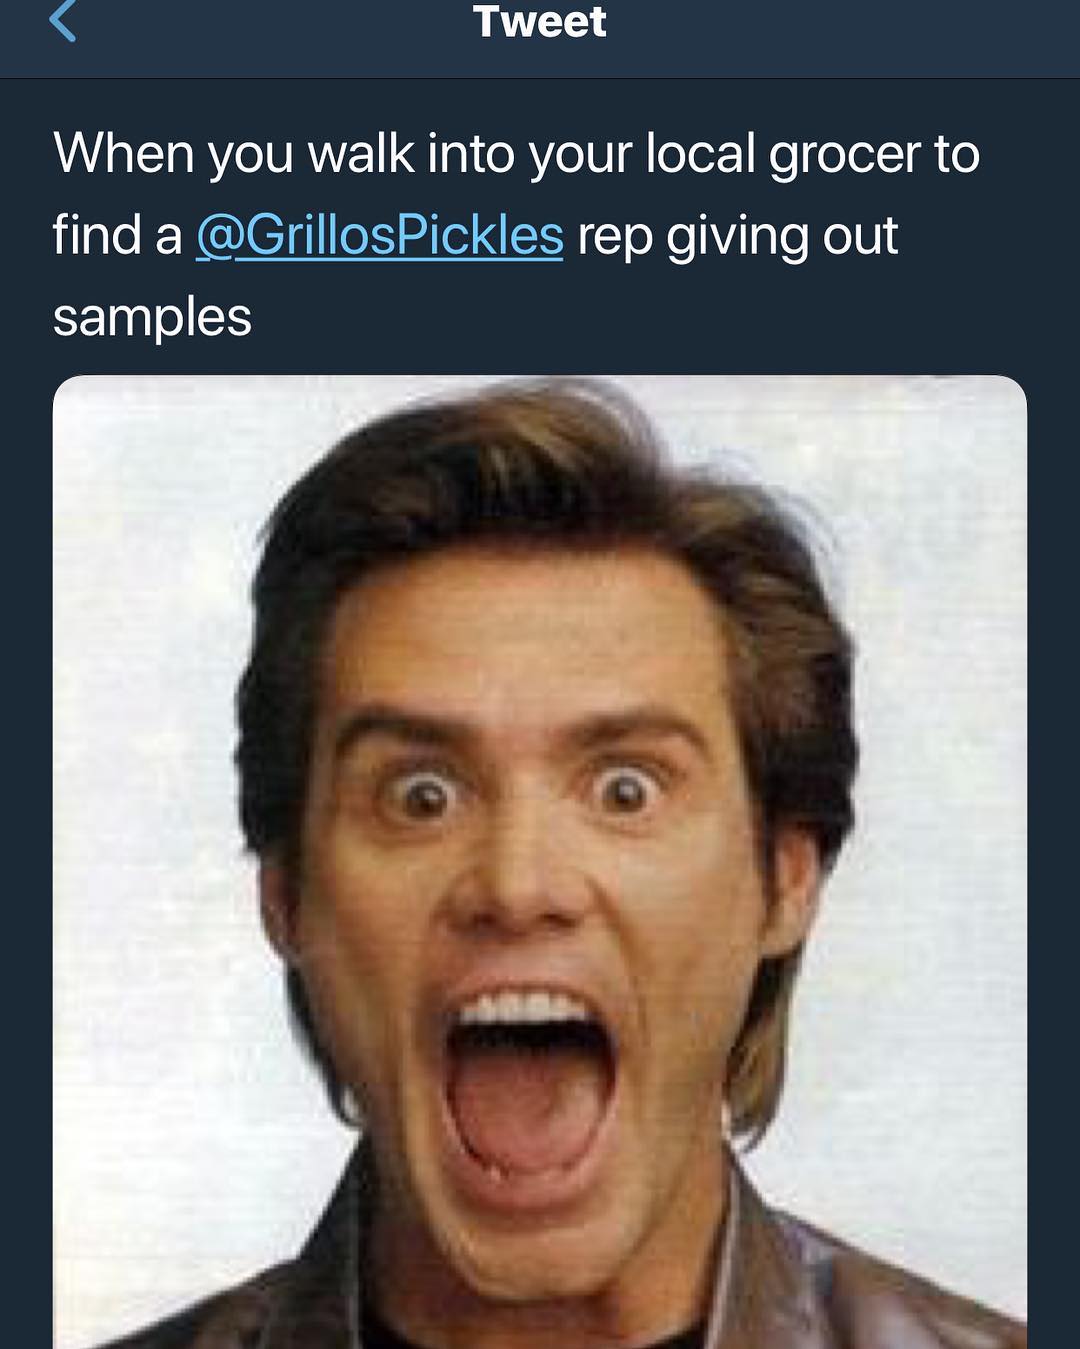 Tweet
When you walk into your local grocer to
find a @GrillosPickles rep giving out
samples